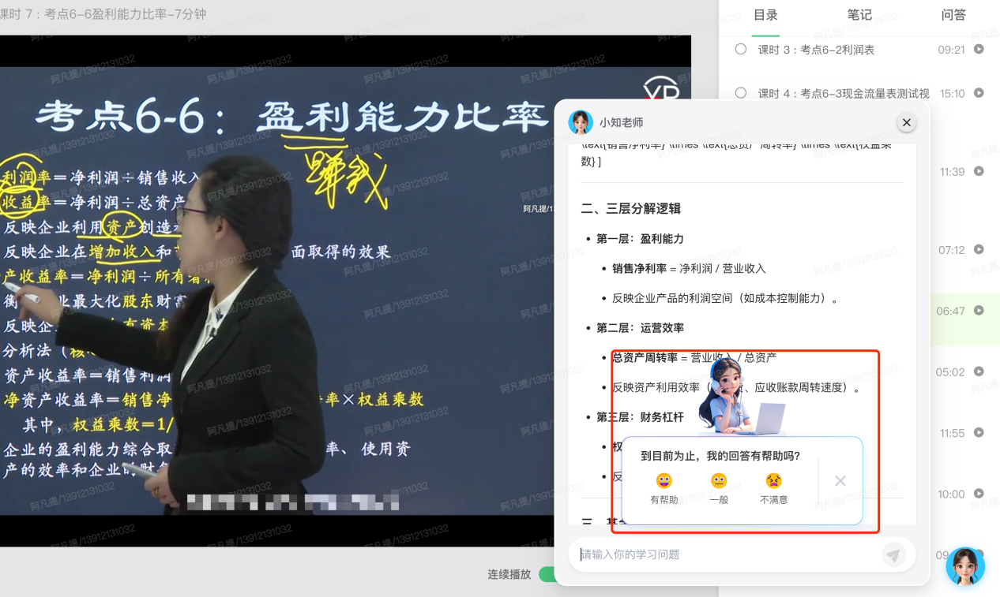 课时 7：考点6-6盈利能力比率-7分钟
目录
笔记
问答
课时 3：考点6-2利润表
09:21
课时 4：考点6-3现金流量表测试视
15:10
11:39
07:12
06:47
05:02
11:55
10:00
09
考点6-6：盈利能力比率
赚钱
利润率＝净利润÷销售收入
收益率＝净利润÷总资产
反映企业利用资产创造
反映企业在增加收入和
面取得的效果
产收益率＝净利润÷所有者
业最大化股东财富
反映企
有资本
分析法（核
资产收益率＝销售利润
净资产收益率＝销售净
率×权益乘数
其中，权益乘数＝1/
企业的盈利能力综合取
率、使用资
产的效率和企业的财务
连续播放
小知老师
\text{销售净利率} \times \text{总资产周转率} \times \text{权益乘
数} ]
二、三层分解逻辑
• 第一层：盈利能力
• 销售净利率 = 净利润 / 营业收入
• 反映企业产品的利润空间（如成本控制能力）。
• 第二层：运营效率
• 总资产周转率 = 营业收入 / 总资产
• 反映资产利用效率（
、应收账款周转速度）。
• 第三层：财务杠杆
• 权
• 反
到目前为止，我的回答有帮助吗?
有帮助
一般
不满意
请输入你的学习问题
阿凡提/13912131032